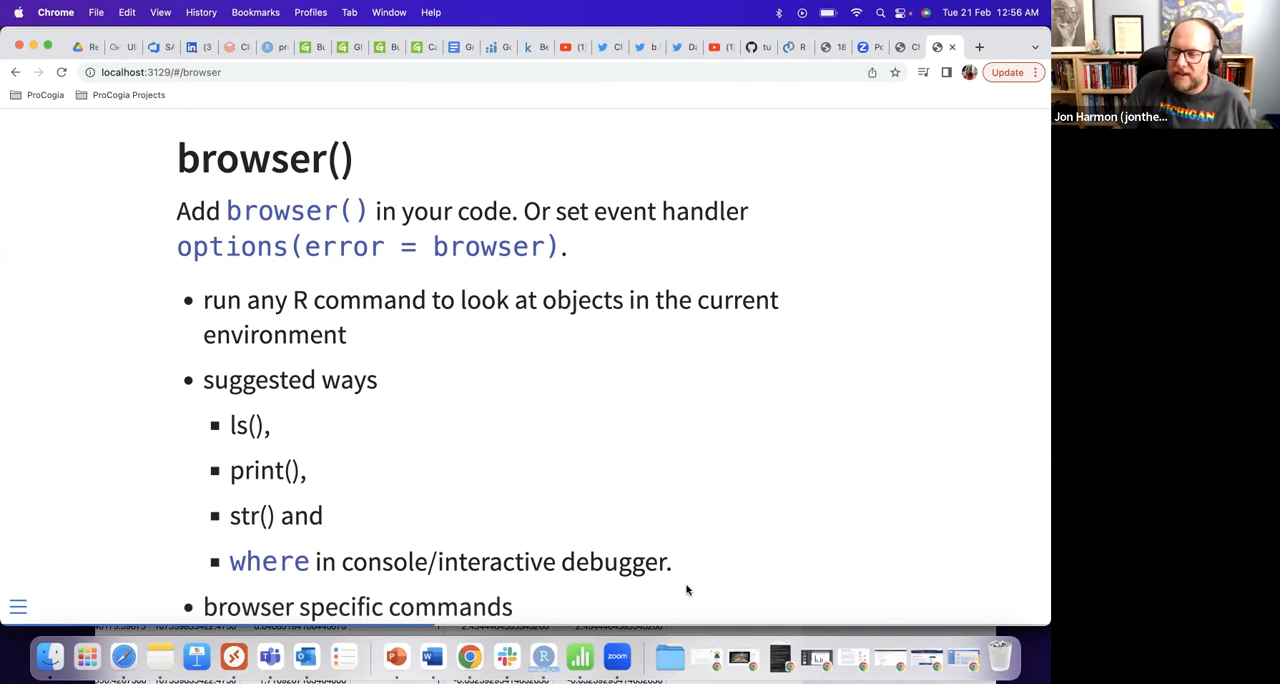 Chrome File Edit View History Bookmarks Profiles Tab Window Help Tue 21 Feb 12:56 AM
localhost:3129/#/browser
Update
ProCogia ProCogia Projects
Jon Harmon (jonthe...
MICHIGAN
browser()
Add browser() in your code. Or set event handler
options(error = browser).
• run any R command to look at objects in the current
environment
• suggested ways
▪ ls(),
▪ print(),
▪ str() and
▪ where in console/interactive debugger.
• browser specific commands
zoom